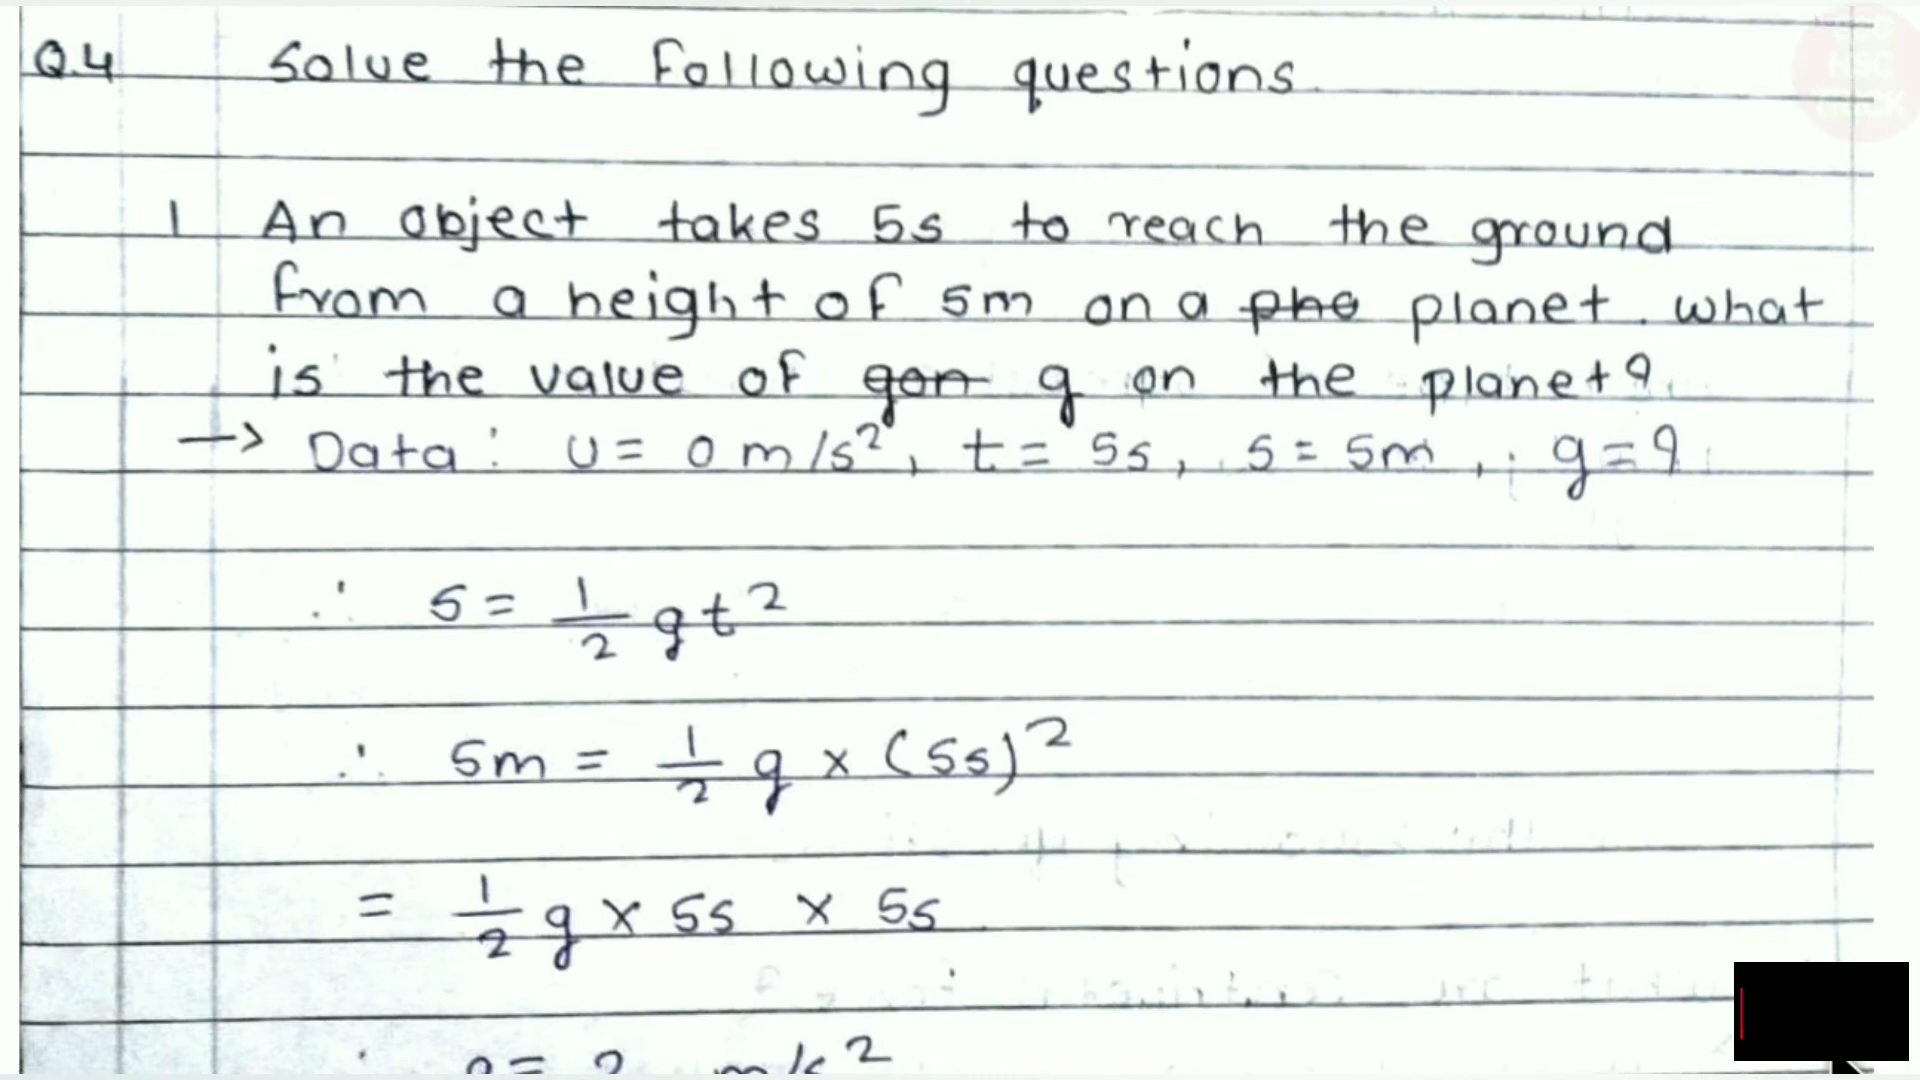 Q.4 Solve the following questions.
1 An object takes 5s to reach the ground
from a height of 5m on a pho planet. what
is the value of gon g on the planet?
→ Data: u = 0 m/s², t = 5s, s = 5m, g = ?
∴ s = 1/2 gt²
∴ 5m = 1/2 g × (5s)²
= 1/2 g × 5s × 5s
m/s²